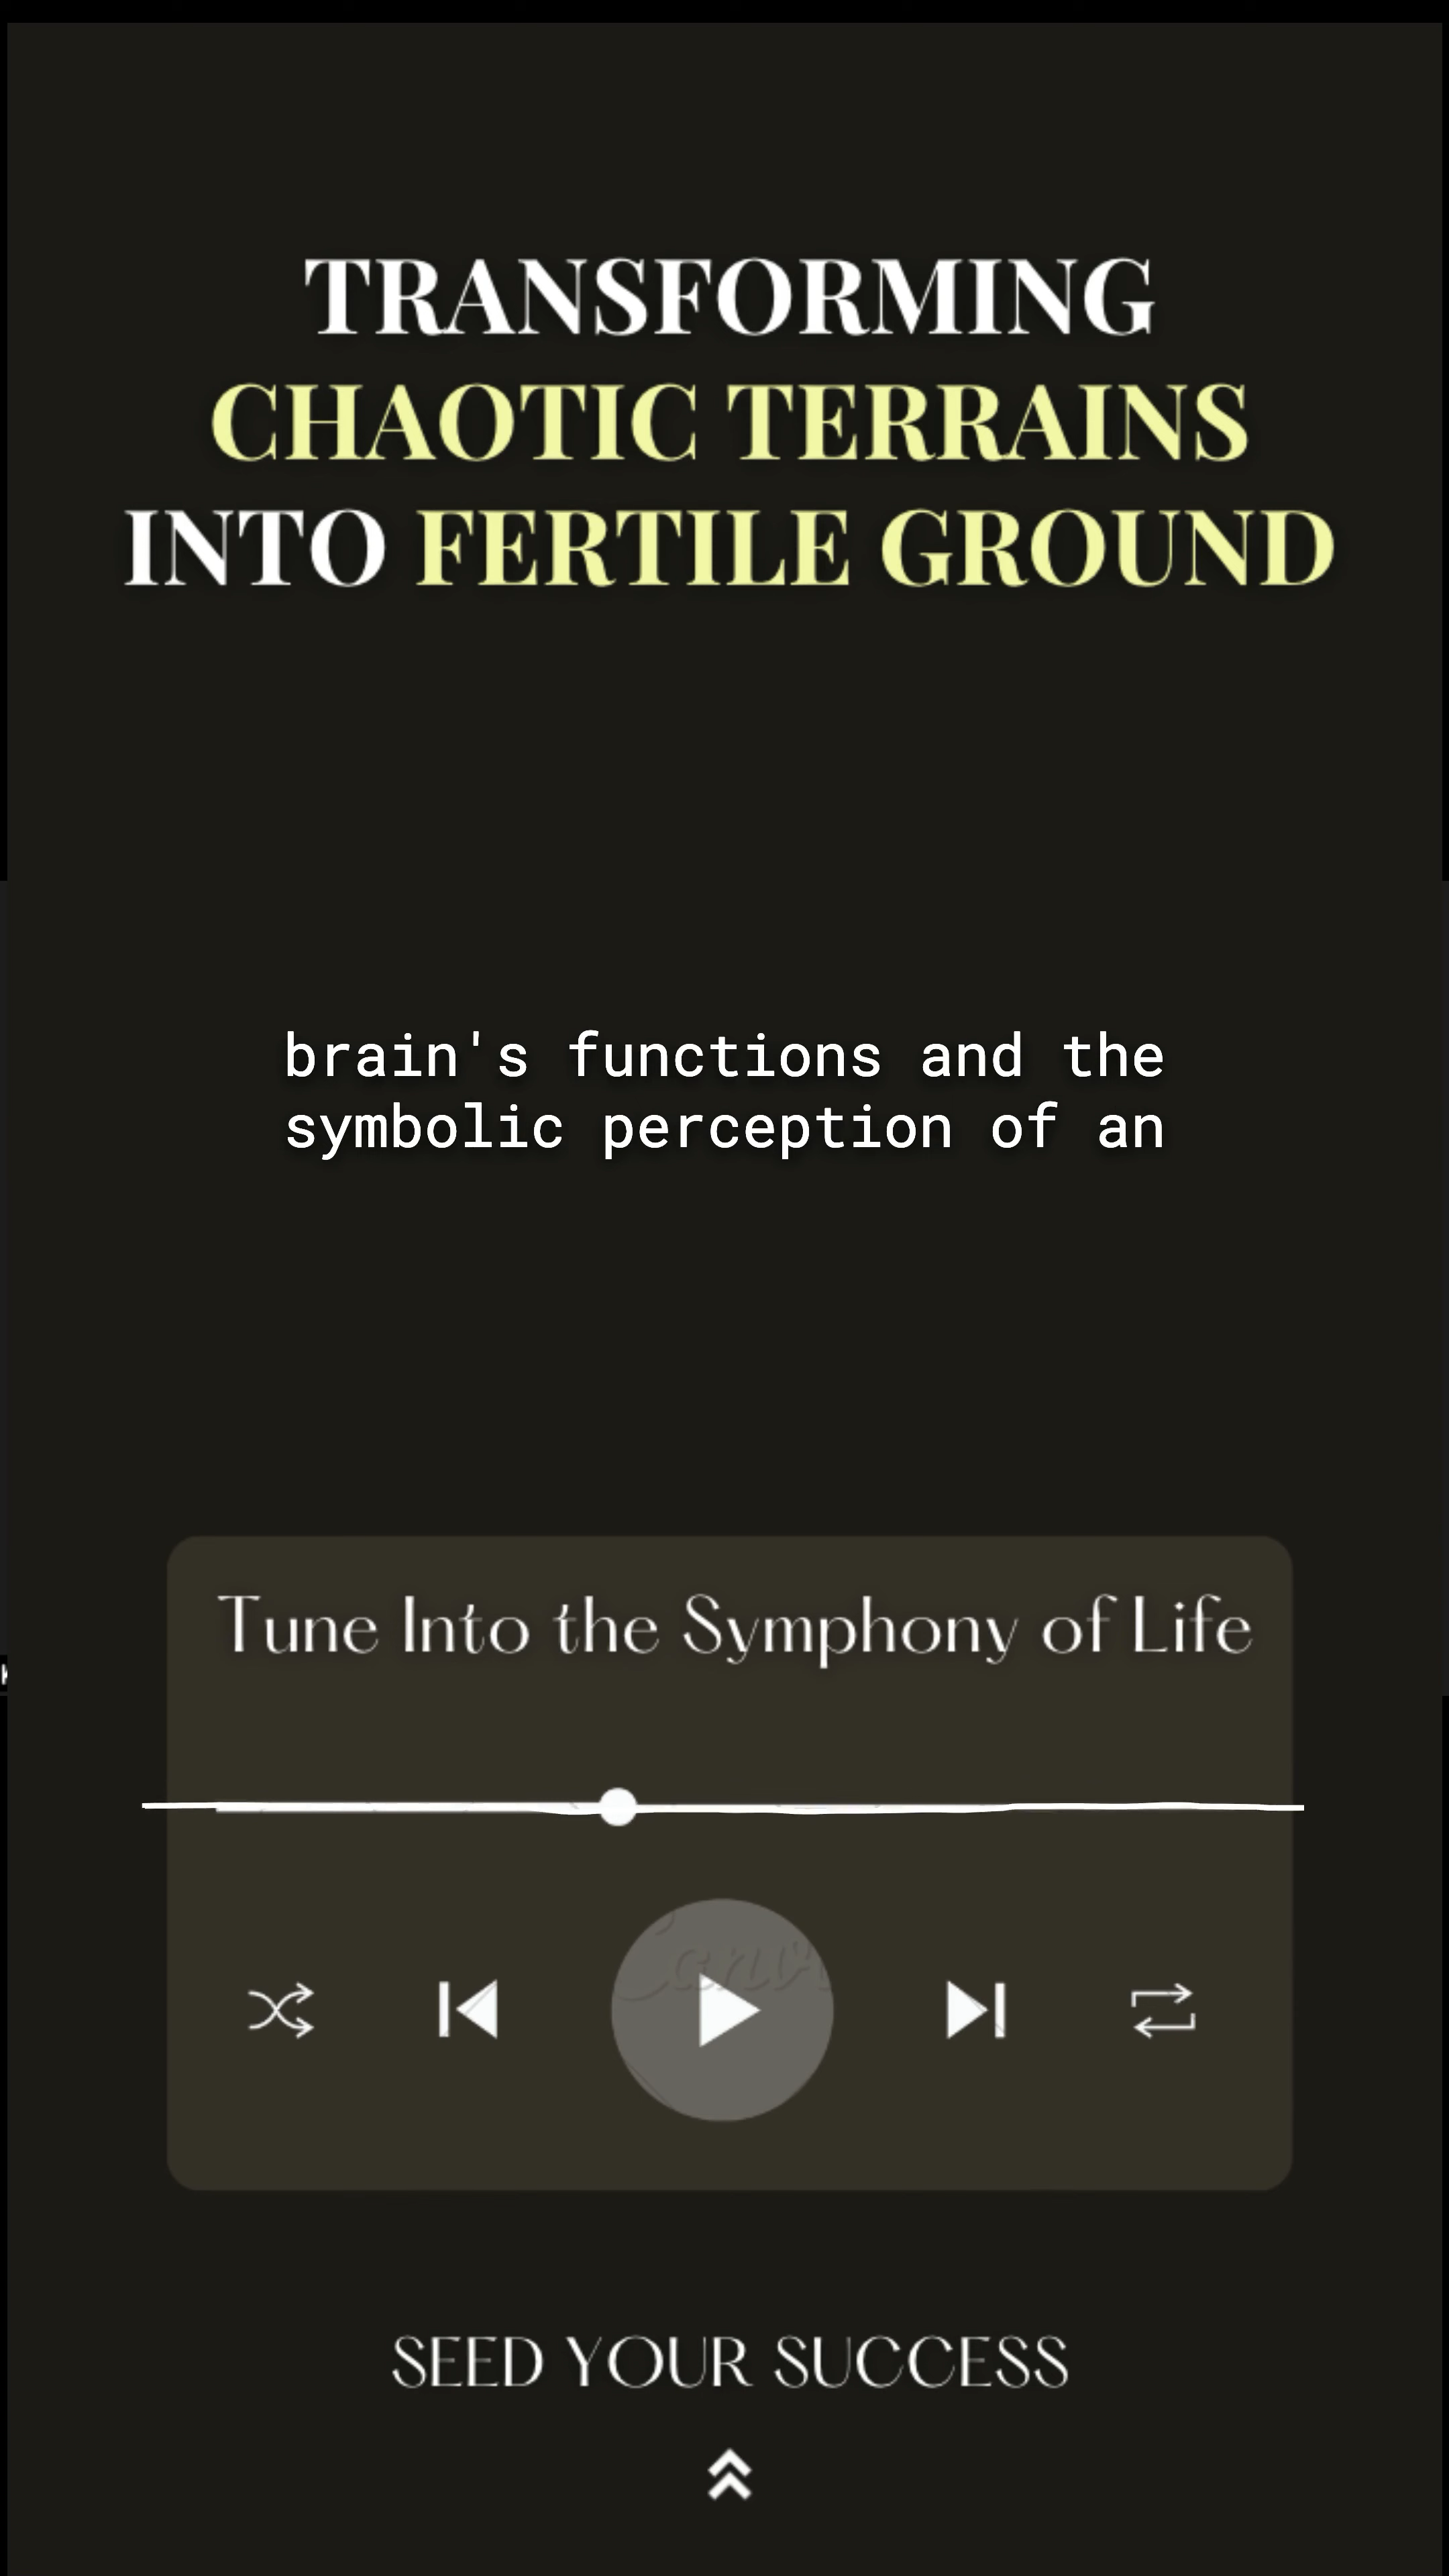 TRANSFORMING
CHAOTIC TERRAINS
INTO FERTILE GROUND
brain's functions and the
symbolic perception of an
Tune Into the Symphony of Life
Canv
SEED YOUR SUCCESS